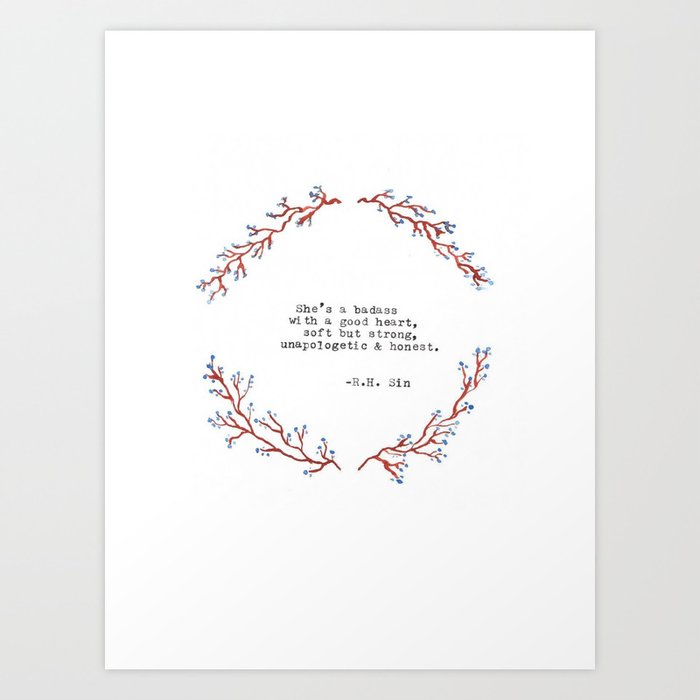 She's a badass
with a good heart,
soft but strong,
unapologetic & honest.
-R.H. Sin